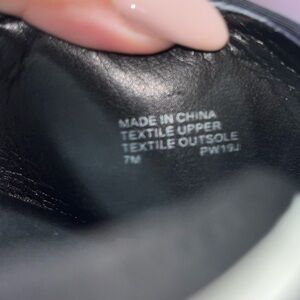 MADE IN CHINA
TEXTILE UPPER
TEXTILE OUTSOLE
7M PW19J